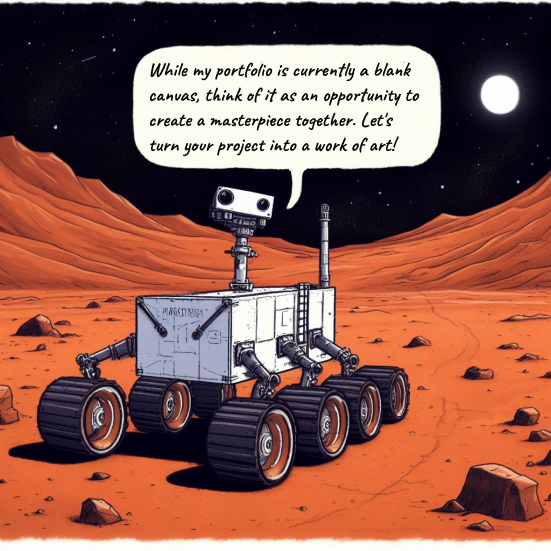 While my portfolio is currently a blank
canvas, think of it as an opportunity to
create a masterpiece together. Let's
turn your project into a work of art!